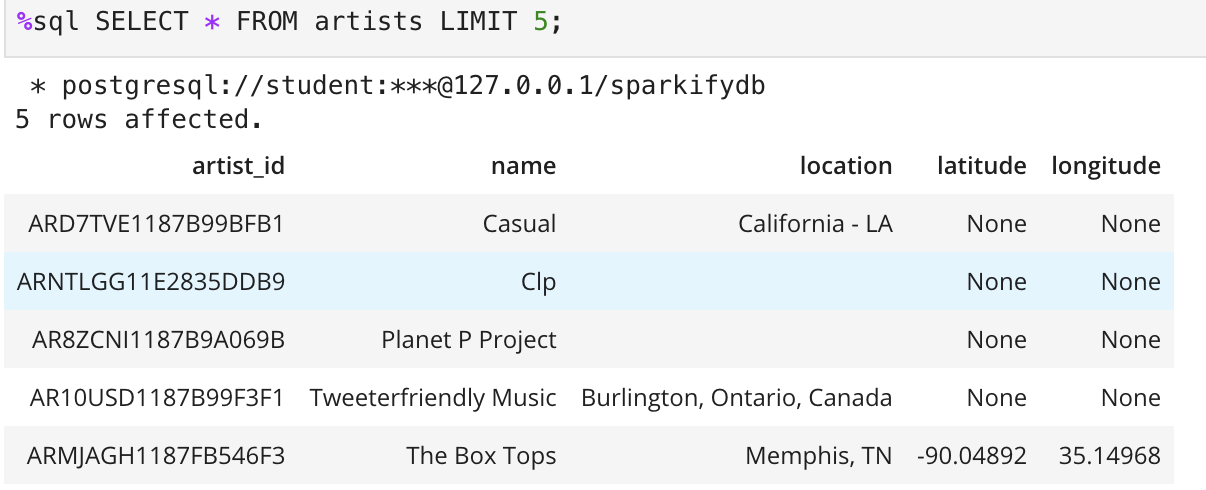 %sql SELECT * FROM artists LIMIT 5;
* postgresql://student:***@127.0.0.1/sparkifydb
5 rows affected.
artist_id name location latitude longitude
ARD7TVE1187B99BFB1 Casual California - LA None None
ARNTLGG11E2835DDB9 Clp None None
AR8ZCNI1187B9A069B Planet P Project None None
AR10USD1187B99F3F1 Tweeterfriendly Music Burlington, Ontario, Canada None None
ARMJAGH1187FB546F3 The Box Tops Memphis, TN -90.04892 35.14968